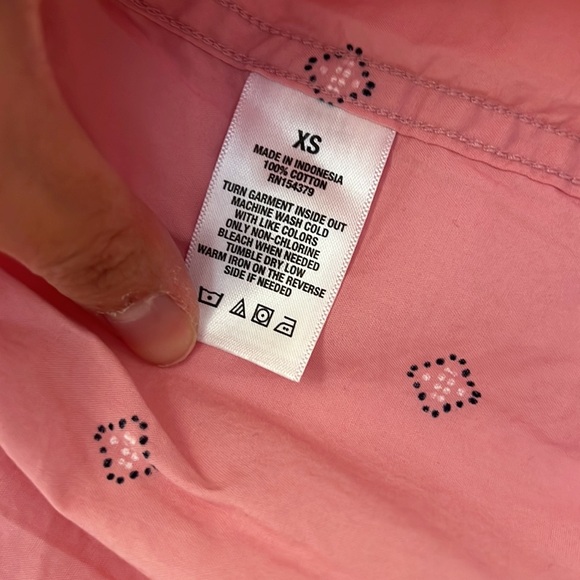 XS
MADE IN INDONESIA
100% COTTON
RN154379
TURN GARMENT INSIDE OUT
MACHINE WASH COLD
WITH LIKE COLORS
ONLY NON-CHLORINE
BLEACH WHEN NEEDED
TUMBLE DRY LOW
WARM IRON ON THE REVERSE
SIDE IF NEEDED